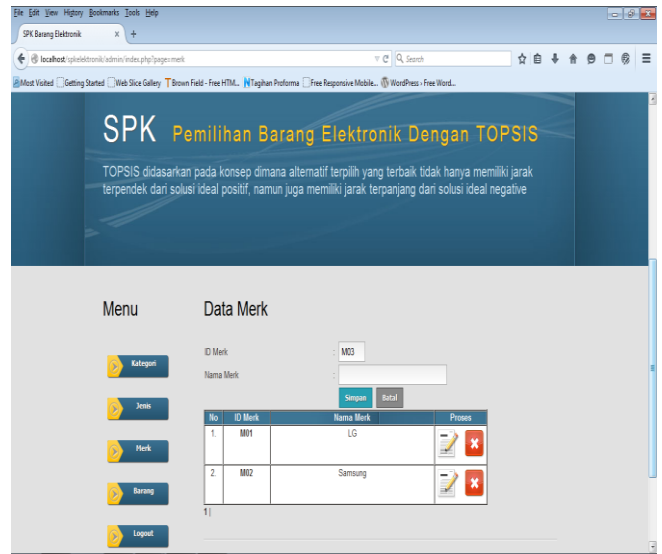 File Edit View History Bookmarks Tools Help
SPK Barang Elektronik × +
localhost/spkelektronik/admin/index.php?page=merk Search
Most Visited Getting Started Web Slice Gallery Brown Field - Free HTM... Tagihan Proforma Free Responsive Mobile... WordPress › Free Word...
SPK Pemilihan Barang Elektronik Dengan TOPSIS
TOPSIS didasarkan pada konsep dimana alternatif terpilih yang terbaik tidak hanya memiliki jarak
terpendek dari solusi ideal positif, namun juga memiliki jarak terpanjang dari solusi ideal negative
Menu
Kategori
Jenis
Merk
Barang
Logout
Data Merk
ID Merk : M03
Nama Merk :
Simpan Batal
No ID Merk Nama Merk Proses
1. M01 LG
2. M02 Samsung
1 |